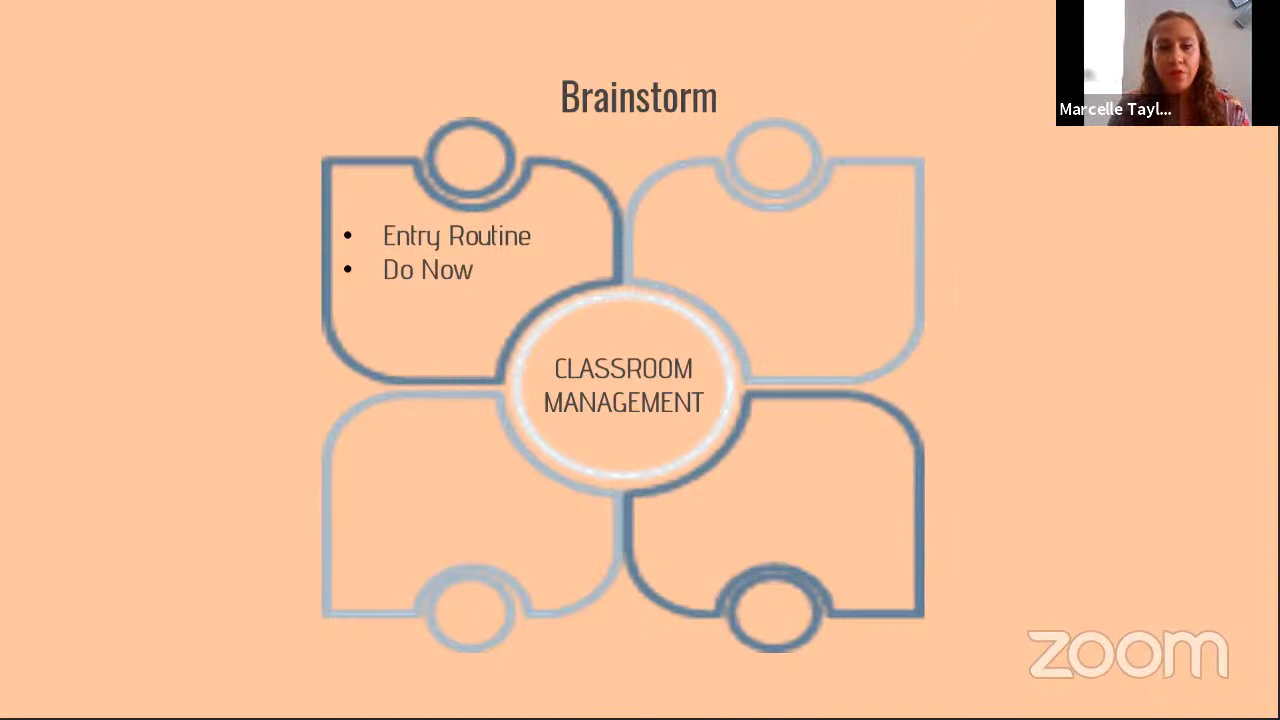 Brainstorm
Marcelle Tayl...
• Entry Routine
• Do Now
CLASSROOM
MANAGEMENT
zoom